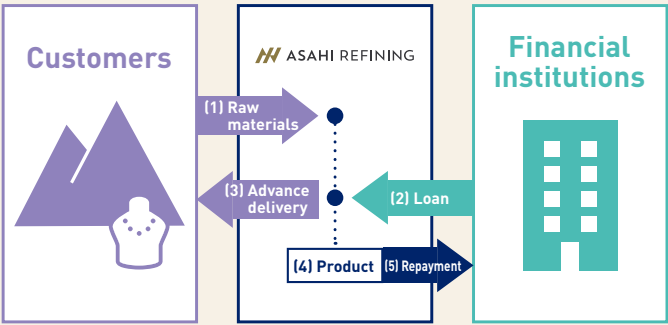 Customers
ASAHI REFINING
Financial
institutions
(1) Raw
materials
(3) Advance
delivery
(2) Loan
(4) Product
(5) Repayment